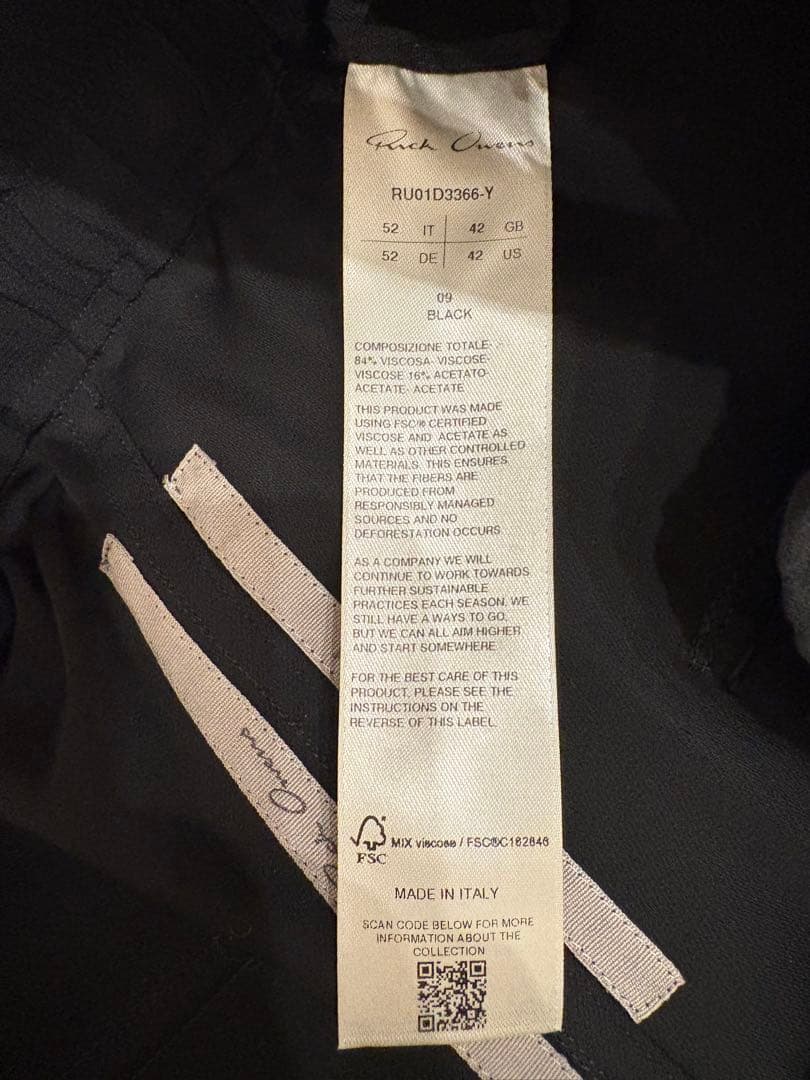 Rick Owens
RU01D3366-Y
52 IT 42 GB
52 DE 42 US
09
BLACK
COMPOSIZIONE TOTALE- -
84% VISCOSA- VISCOSE-
VISCOSE 16% ACETATO-
ACETATE- ACETATE
THIS PRODUCT WAS MADE
USING FSC® CERTIFIED
VISCOSE AND ACETATE AS
WELL AS OTHER CONTROLLED
MATERIALS. THIS ENSURES
THAT THE FIBERS ARE
PRODUCED FROM
RESPONSIBLY MANAGED
SOURCES AND NO
DEFORESTATION OCCURS.
AS A COMPANY WE WILL
CONTINUE TO WORK TOWARDS
FURTHER SUSTAINABLE
PRACTICES EACH SEASON. WE
STILL HAVE A WAYS TO GO,
BUT WE CAN ALL AIM HIGHER
AND START SOMEWHERE
FOR THE BEST CARE OF THIS
PRODUCT, PLEASE SEE THE
INSTRUCTIONS ON THE
REVERSE OF THIS LABEL.
FSC
MIX viscose / FSC®C162646
MADE IN ITALY
SCAN CODE BELOW FOR MORE
INFORMATION ABOUT THE
COLLECTION
Owens